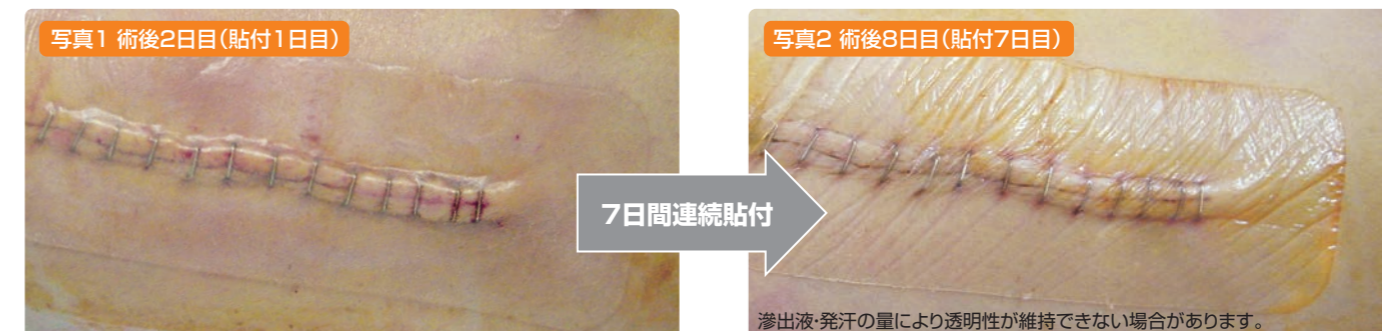 写真1 術後2日目(貼付1日目)
写真2 術後8日目(貼付7日目)
7日間連続貼付
滲出液・発汗の量により透明性が維持できない場合があります。